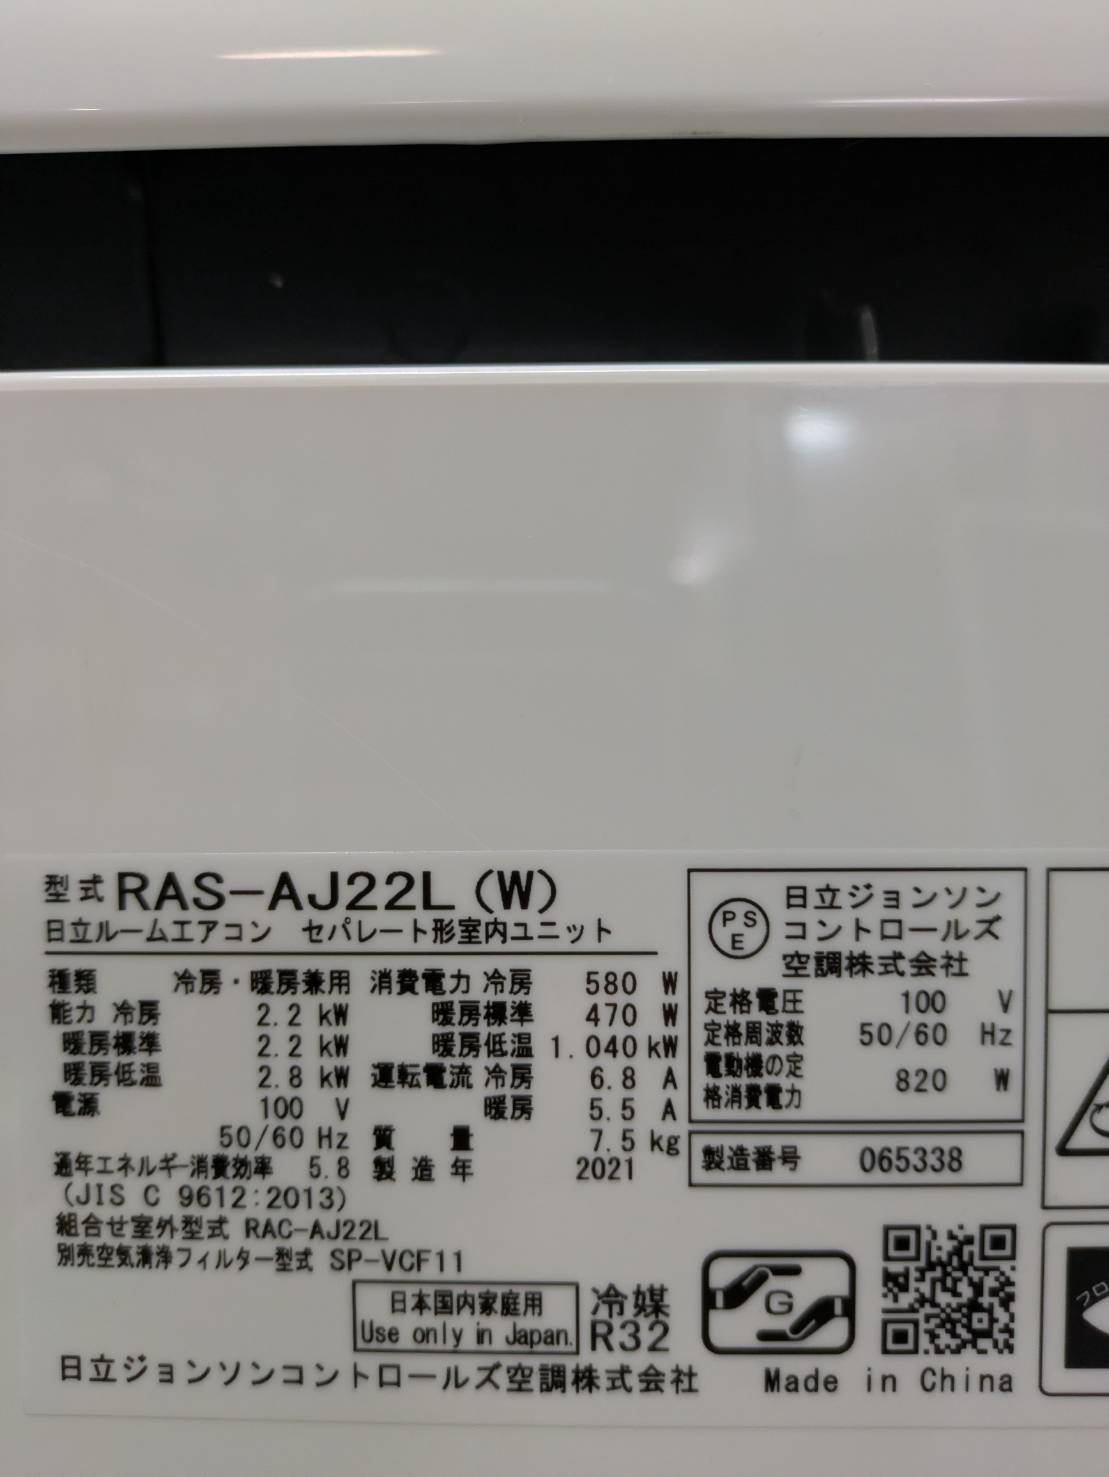 型式 RAS-AJ22L(W)
日立ルームエアコン セパレート形室内ユニット
種類 冷房・暖房兼用
能力 冷房 2.2 kW
暖房標準 2.2 kW
暖房低温 2.8 kW
電源 100 V
50/60 Hz
通年エネルギー消費効率 5.8
(JIS C 9612:2013)
消費電力 冷房 580 W
暖房標準 470 W
暖房低温 1.040 kW
運転電流 冷房 6.8 A
暖房 5.5 A
質量 7.5 kg
製造年 2021
組合せ室外型式 RAC-AJ22L
別売空気清浄フィルター型式 SP-VCF11
日本国内家庭用
Use only in Japan.
冷媒
R32
日立ジョンソンコントロールズ空調株式会社
PS
E
日立ジョンソン
コントロールズ
空調株式会社
定格電圧 100 V
定格周波数 50/60 Hz
電動機の定
格消費電力 820 W
製造番号 065338
G
Made in China
フロ